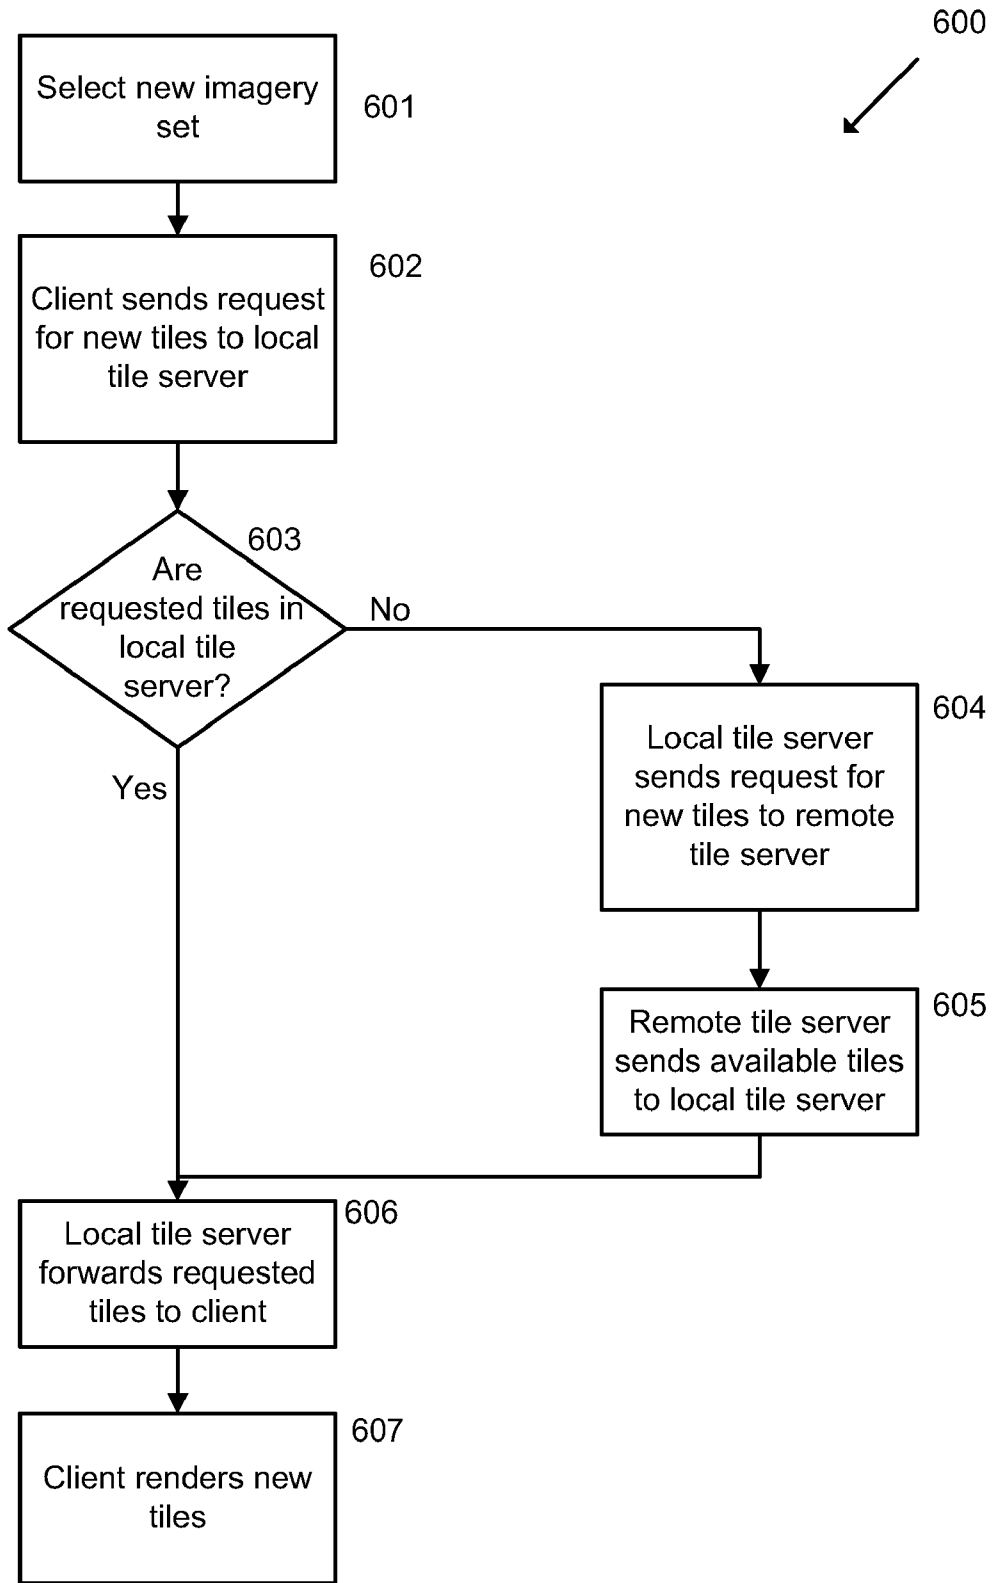 600
Select new imagery
set
601
602
Client sends request
for new tiles to local
tile server
603
Are
requested tiles in
local tile
server?
No
Yes
604
Local tile server
sends request for
new tiles to remote
tile server
605
Remote tile server
sends available tiles
to local tile server
606
Local tile server
forwards requested
tiles to client
607
Client renders new
tiles